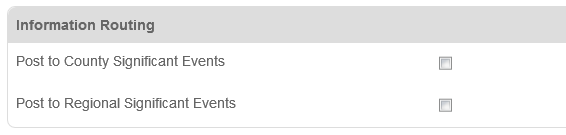 Information Routing
Post to County Significant Events
Post to Regional Significant Events